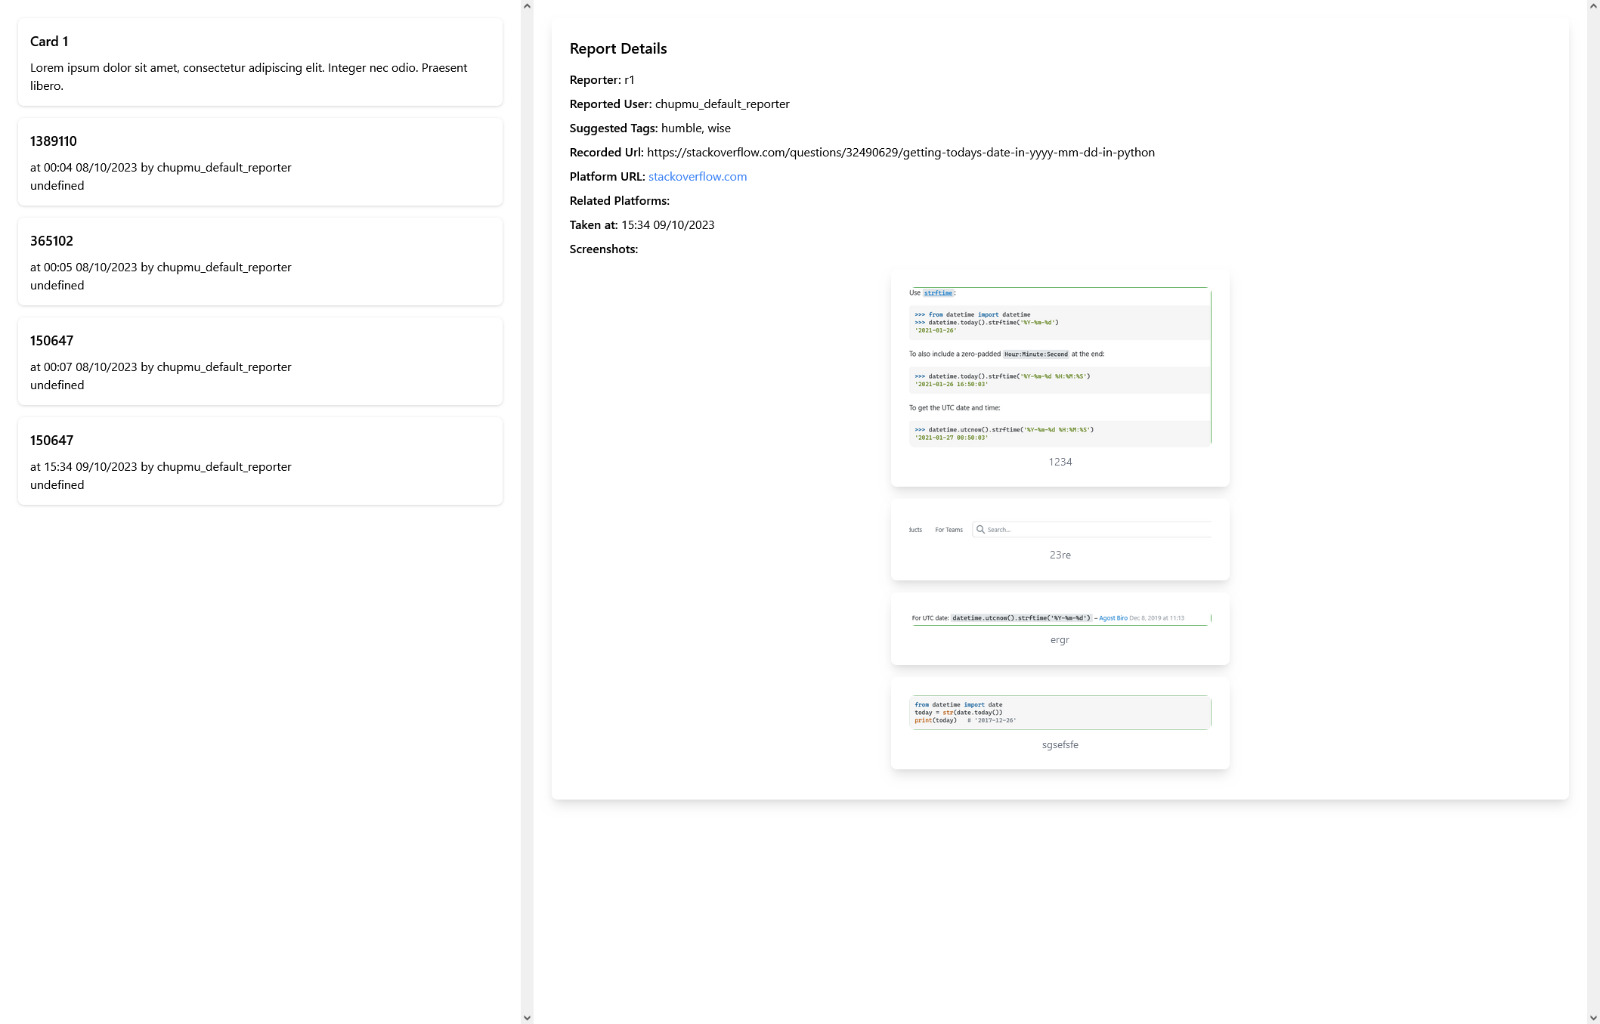 Card 1
Lorem ipsum dolor sit amet, consectetur adipiscing elit. Integer nec odio. Praesent
libero.
1389110
at 00:04 08/10/2023 by chupmu_default_reporter
undefined
365102
at 00:05 08/10/2023 by chupmu_default_reporter
undefined
150647
at 00:07 08/10/2023 by chupmu_default_reporter
undefined
150647
at 15:34 09/10/2023 by chupmu_default_reporter
undefined
Report Details
Reporter: r1
Reported User: chupmu_default_reporter
Suggested Tags: humble, wise
Recorded Url: https://stackoverflow.com/questions/32490629/getting-todays-date-in-yyyy-mm-dd-in-python
Platform URL: stackoverflow.com
Related Platforms:
Taken at: 15:34 09/10/2023
Screenshots:
Use strftime:
>>> from datetime import datetime
>>> datetime.today().strftime('%Y-%m-%d')
'2021-01-26'
To also include a zero-padded Hour:Minute:Second at the end:
>>> datetime.today().strftime('%Y-%m-%d %H:%M:%S')
'2021-01-26 16:50:03'
To get the UTC date and time:
>>> datetime.utcnow().strftime('%Y-%m-%d %H:%M:%S')
'2021-01-27 00:50:03'
1234
ducts For Teams Search...
23re
For UTC date: datetime.utcnow().strftime('%Y-%m-%d') – Agost Biro Dec 8, 2019 at 11:13
ergr
from datetime import date
today = str(date.today())
print(today) # '2017-12-26'
sgsefsfe